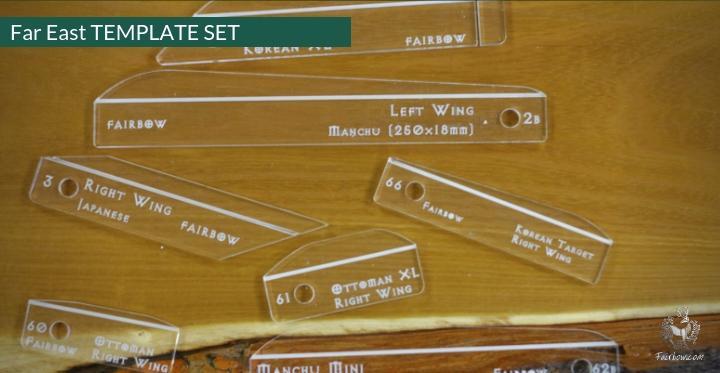 Far East TEMPLATE SET
KOREAN XL
FAIRBOW
LEFT WING
MANCHU (250x18mm)
FAIRBOW
2B
3 RIGHT WING
JAPANESE
FAIRBOW
66
FAIRBOW
KOREAN TARGET
RIGHT WING
61
OTTOMAN XL
RIGHT WING
60
FAIRBOW
OTTOMAN
RIGHT WING
MANCHU MINI
FAIRBOW
62B
Fairbow.com